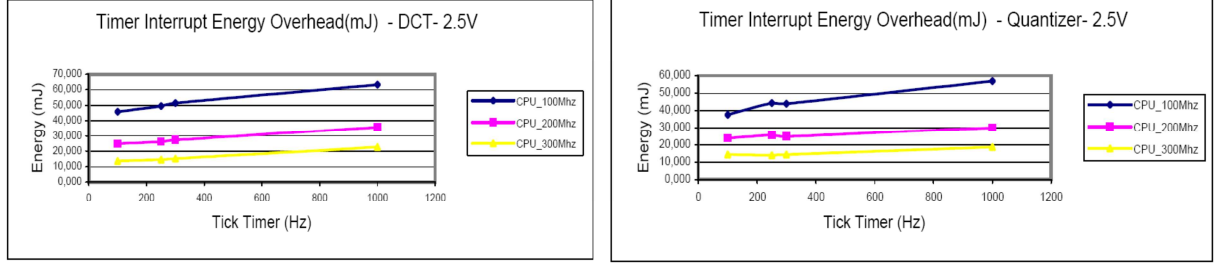 Timer Interrupt Energy Overhead(mJ) - DCT- 2.5V
Energy (mJ)
70,000
60,000
50,000
40,000
30,000
20,000
10,000
0,000
0 200 400 600 800 1000 1200
Tick Timer (Hz)
CPU_100Mhz
CPU_200Mhz
CPU_300Mhz
Timer Interrupt Energy Overhead(mJ) - Quantizer- 2.5V
Energy (mJ)
60,000
50,000
40,000
30,000
20,000
10,000
0,000
0 200 400 600 800 1000 1200
Tick Timer (Hz)
CPU_100Mhz
CPU_200Mhz
CPU_300Mhz